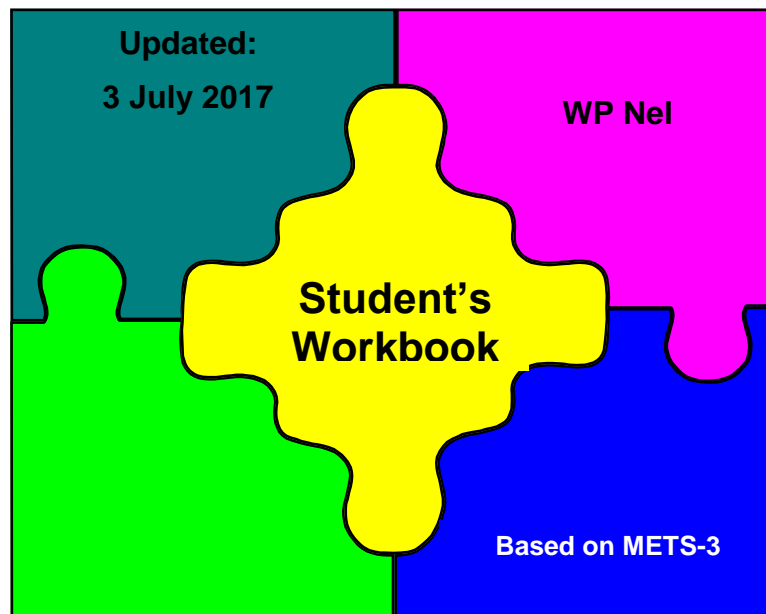 Updated:
3 July 2017
WP Nel
Student’s
Workbook
Based on METS-3